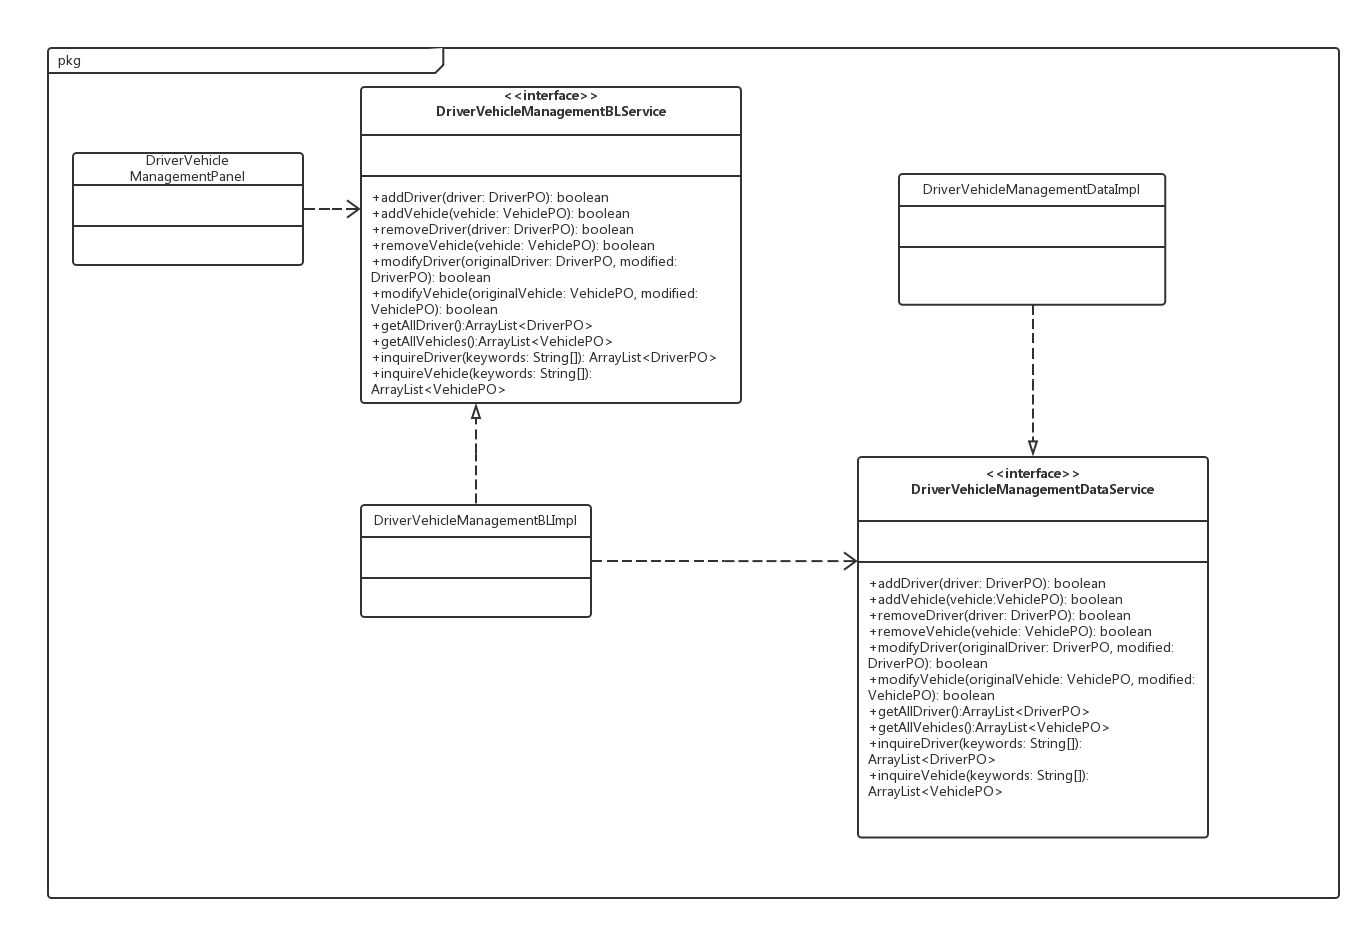 pkg
<<interface>>
DriverVehicleManagementBLService
+addDriver(driver: DriverPO): boolean
+addVehicle(vehicle: VehiclePO): boolean
+removeDriver(driver: DriverPO): boolean
+removeVehicle(vehicle: VehiclePO): boolean
+modifyDriver(originalDriver: DriverPO, modified:
DriverPO): boolean
+modifyVehicle(originalVehicle: VehiclePO, modified:
VehiclePO): boolean
+getAllDriver():ArrayList<DriverPO>
+getAllVehicles():ArrayList<VehiclePO>
+inquireDriver(keywords: String[]): ArrayList<DriverPO>
+inquireVehicle(keywords: String[]):
ArrayList<VehiclePO>
DriverVehicle
ManagementPanel
DriverVehicleManagementDataImpl
DriverVehicleManagementBLImpl
<<interface>>
DriverVehicleManagementDataService
+addDriver(driver: DriverPO): boolean
+addVehicle(vehicle:VehiclePO): boolean
+removeDriver(driver: DriverPO): boolean
+removeVehicle(vehicle: VehiclePO): boolean
+modifyDriver(originalDriver: DriverPO, modified:
DriverPO): boolean
+modifyVehicle(originalVehicle: VehiclePO, modified:
VehiclePO): boolean
+getAllDriver():ArrayList<DriverPO>
+getAllVehicles():ArrayList<VehiclePO>
+inquireDriver(keywords: String[]):
ArrayList<DriverPO>
+inquireVehicle(keywords: String[]):
ArrayList<VehiclePO>